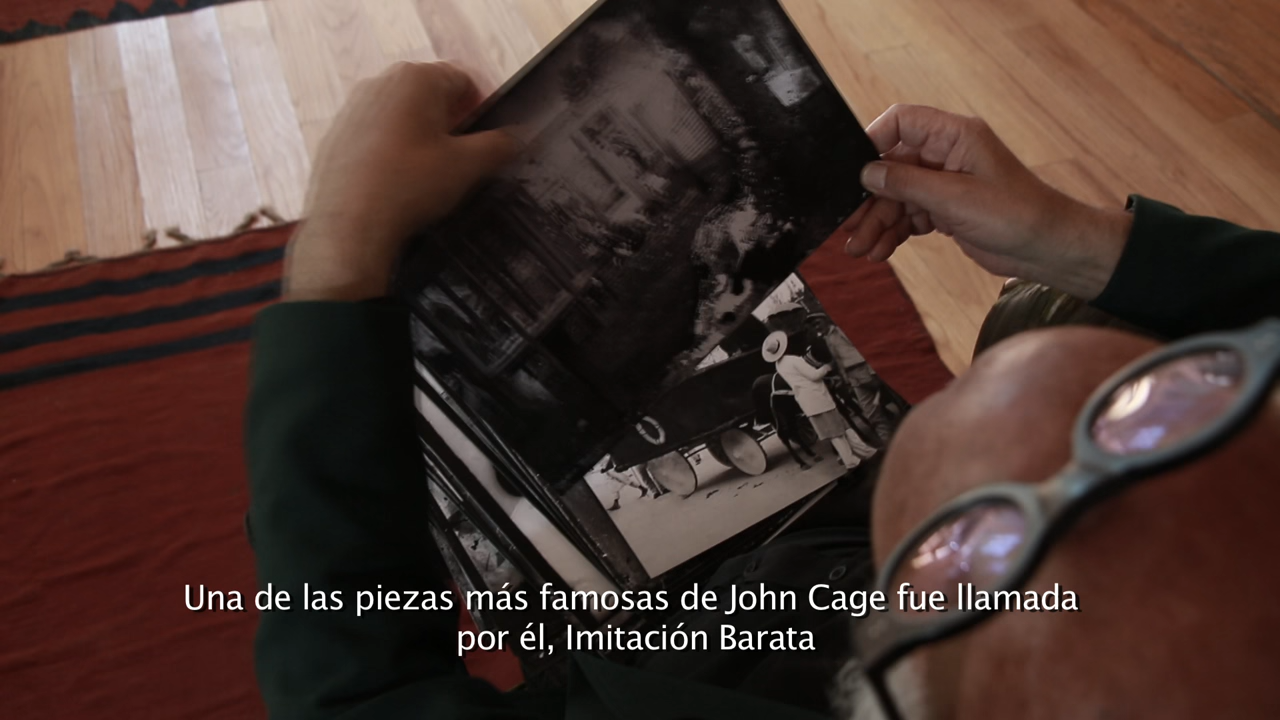 Una de las piezas más famosas de John Cage fue llamada
por él, Imitación Barata